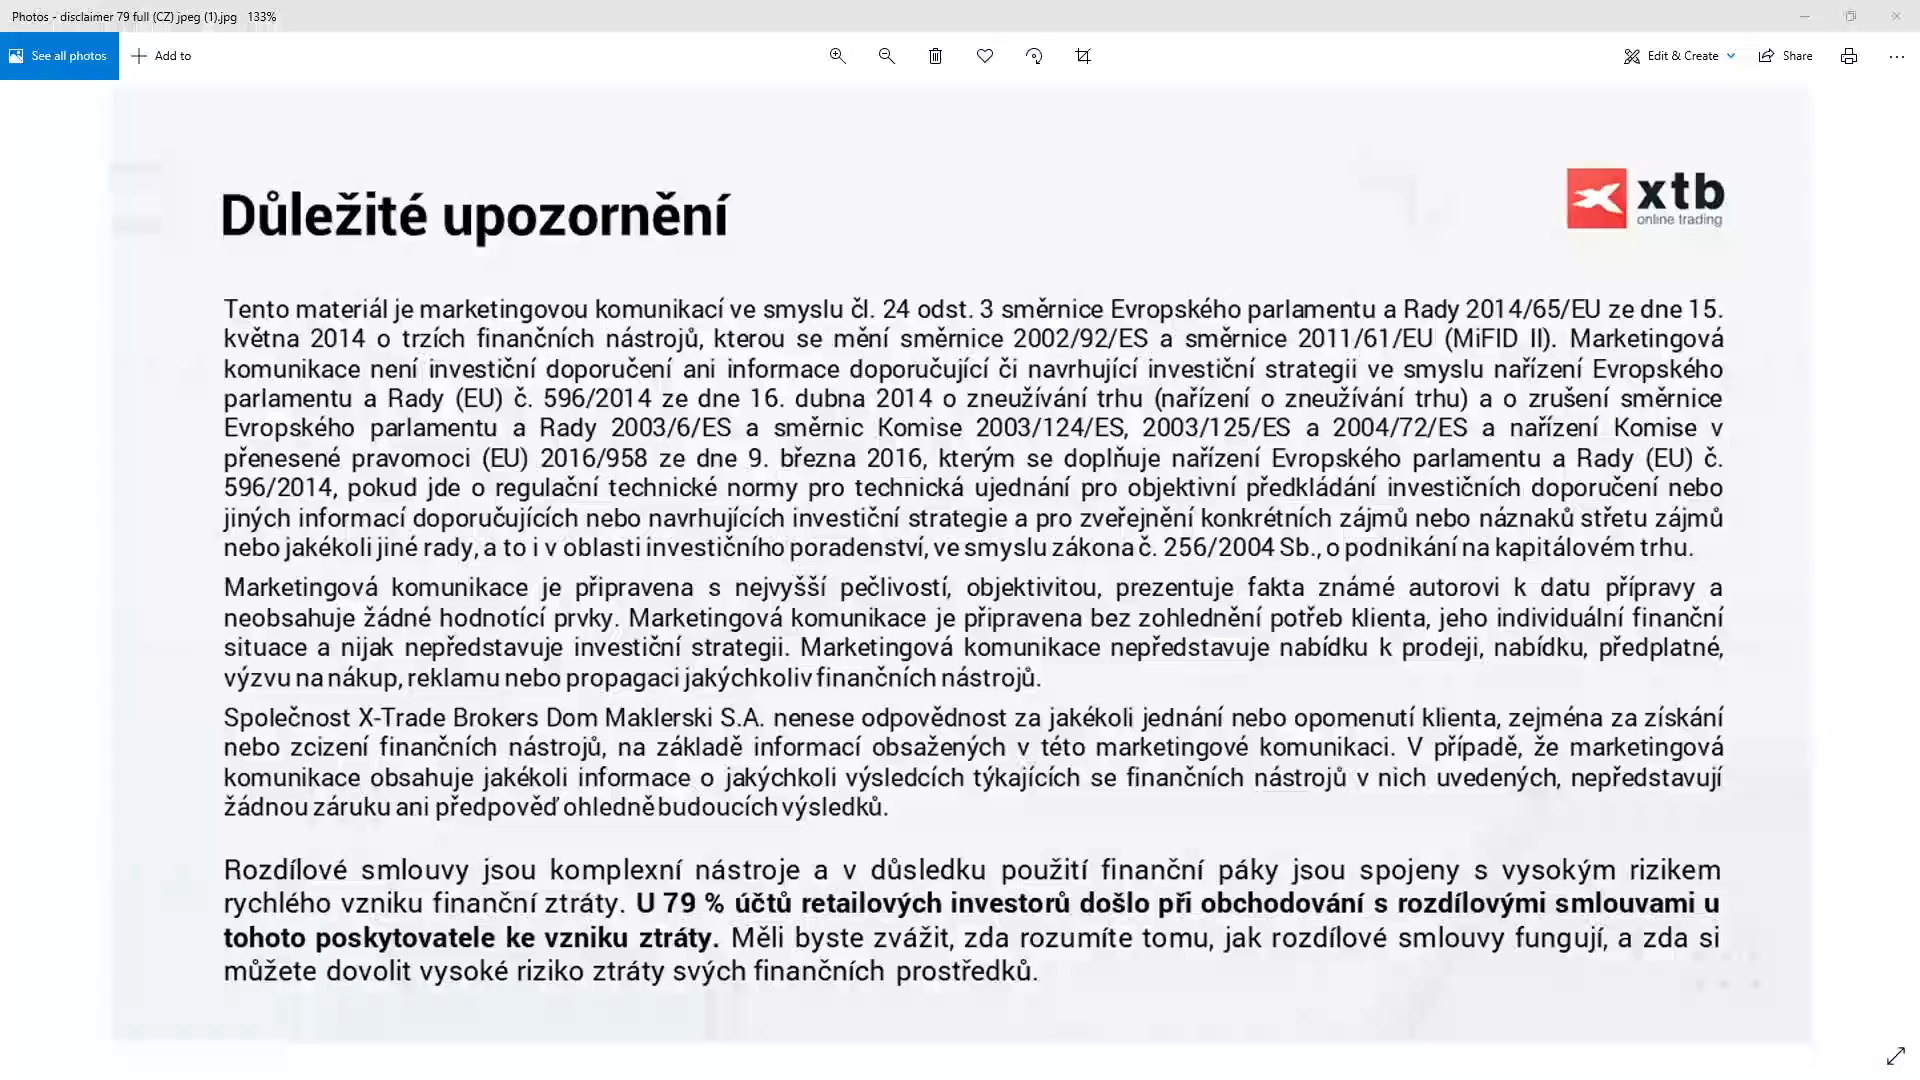 Photos - disclaimer 79 full (CZ) jpeg (1).jpg   133%
See all photos
Add to
Edit & Create
Share
Důležité upozornění
xtb
online trading
Tento materiál je marketingovou komunikací ve smyslu čl. 24 odst. 3 směrnice Evropského parlamentu a Rady 2014/65/EU ze dne 15.
května 2014 o trzích finančních nástrojů, kterou se mění směrnice 2002/92/ES a směrnice 2011/61/EU (MiFID II). Marketingová
komunikace není investiční doporučení ani informace doporučující či navrhující investiční strategii ve smyslu nařízení Evropského
parlamentu a Rady (EU) č. 596/2014 ze dne 16. dubna 2014 o zneužívání trhu (nařízení o zneužívání trhu) a o zrušení směrnice
Evropského parlamentu a Rady 2003/6/ES a směrnic Komise 2003/124/ES, 2003/125/ES a 2004/72/ES a nařízení Komise v
přenesené pravomoci (EU) 2016/958 ze dne 9. března 2016, kterým se doplňuje nařízení Evropského parlamentu a Rady (EU) č.
596/2014, pokud jde o regulační technické normy pro technická ujednání pro objektivní předkládání investičních doporučení nebo
jiných informací doporučujících nebo navrhujících investiční strategie a pro zveřejnění konkrétních zájmů nebo náznaků střetu zájmů
nebo jakékoli jiné rady, a to i v oblasti investičního poradenství, ve smyslu zákona č. 256/2004 Sb., o podnikání na kapitálovém trhu.
Marketingová komunikace je připravena s nejvyšší pečlivostí, objektivitou, prezentuje fakta známé autorovi k datu přípravy a
neobsahuje žádné hodnotící prvky. Marketingová komunikace je připravena bez zohlednění potřeb klienta, jeho individuální finanční
situace a nijak nepředstavuje investiční strategii. Marketingová komunikace nepředstavuje nabídku k prodeji, nabídku, předplatné,
výzvu na nákup, reklamu nebo propagaci jakýchkoliv finančních nástrojů.
Společnost X-Trade Brokers Dom Maklerski S.A. nenese odpovědnost za jakékoli jednání nebo opomenutí klienta, zejména za získání
nebo zcizení finančních nástrojů, na základě informací obsažených v této marketingové komunikaci. V případě, že marketingová
komunikace obsahuje jakékoli informace o jakýchkoli výsledcích týkajících se finančních nástrojů v nich uvedených, nepředstavují
žádnou záruku ani předpověď ohledně budoucích výsledků.
Rozdílové smlouvy jsou komplexní nástroje a v důsledku použití finanční páky jsou spojeny s vysokým rizikem
rychlého vzniku finanční ztráty. U 79 % účtů retailových investorů došlo při obchodování s rozdílovými smlouvami u
tohoto poskytovatele ke vzniku ztráty. Měli byste zvážit, zda rozumíte tomu, jak rozdílové smlouvy fungují, a zda si
můžete dovolit vysoké riziko ztráty svých finančních prostředků.